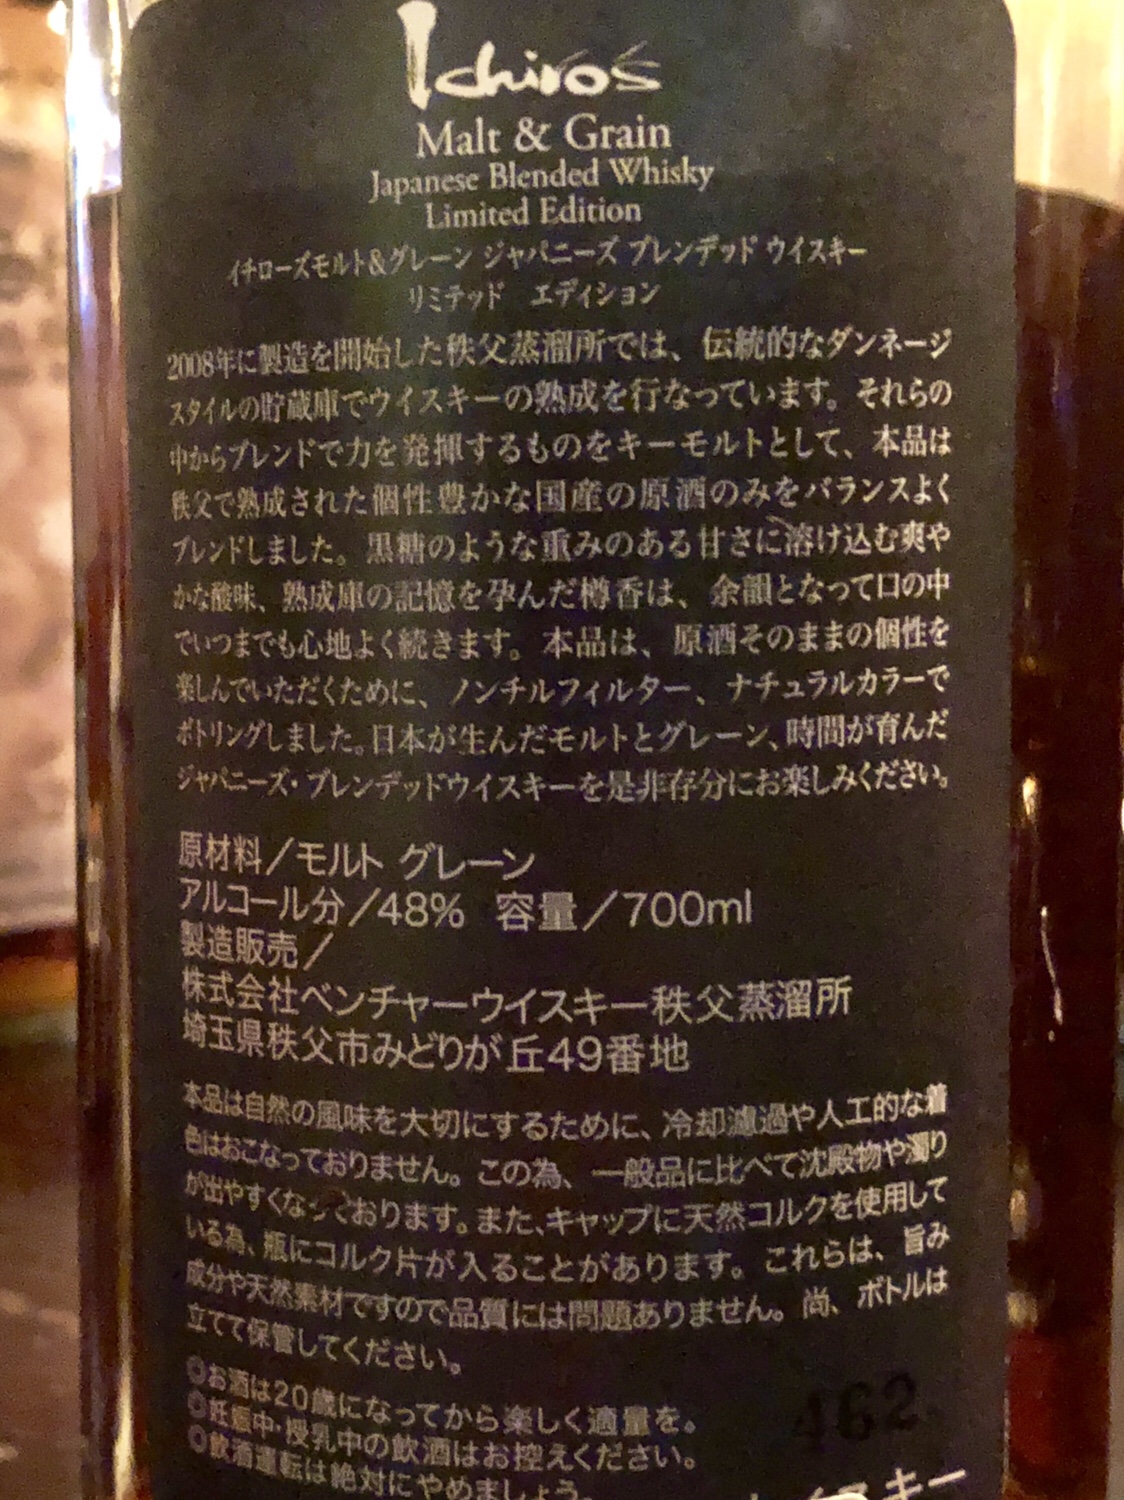 Ichiro's
Malt & Grain
Japanese Blended Whisky
Limited Edition
イチローズモルト&グレーン ジャパニーズ ブレンデッド ウイスキー
リミテッド エディション
2008年に製造を開始した秩父蒸溜所では、伝統的なダンネージ
スタイルの貯蔵庫でウイスキーの熟成を行なっています。それらの
中からブレンドで力を発揮するものをキーモルトとして、本品は
秩父で熟成された個性豊かな国産の原酒のみをバランスよく
ブレンドしました。黒糖のような重みのある甘さに溶け込む爽や
かな酸味、熟成庫の記憶を孕んだ樽香は、余韻となって口の中
でいつまでも心地よく続きます。本品は、原酒そのままの個性を
楽しんでいただくために、ノンチルフィルター、ナチュラルカラーで
ボトリングしました。日本が生んだモルトとグレーン、時間が育んだ
ジャパニーズ・ブレンデッドウイスキーを是非存分にお楽しみください。
原材料／モルト グレーン
アルコール分／48% 容量／700ml
製造販売／
株式会社ベンチャーウイスキー秩父蒸溜所
埼玉県秩父市みどりが丘49番地
本品は自然の風味を大切にするために、冷却濾過や人工的な着
色はおこなっておりません。この為、一般品に比べて沈殿物や濁り
が出やすくなっております。また、キャップに天然コルクを使用して
いる為、瓶にコルク片が入ることがあります。これらは、旨み
成分や天然素材ですので品質には問題ありません。尚、ボトルは
立てて保管してください。
◎お酒は20歳になってから楽しく適量を。
◎妊娠中・授乳中の飲酒はお控えください。
◎飲酒運転は絶対にやめましょう。
462
イスキー